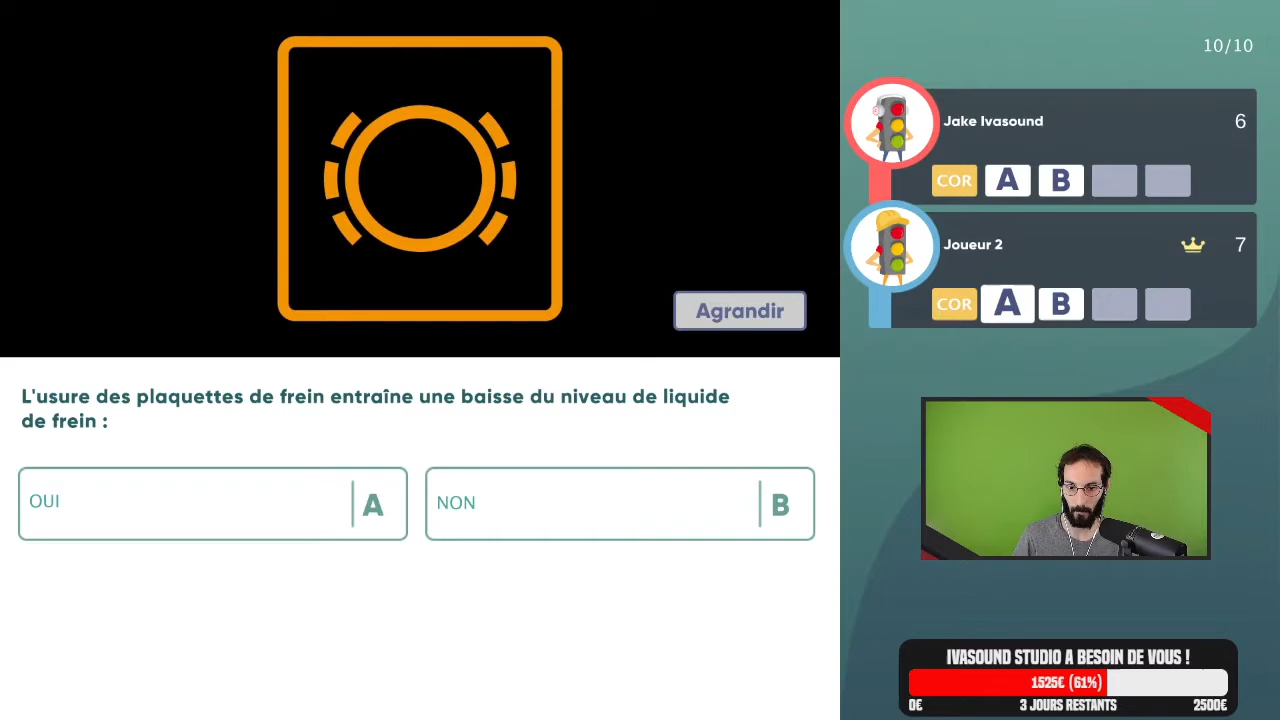 Agrandir
L'usure des plaquettes de frein entraîne une baisse du niveau de liquide
de frein :
OUI
A
NON
B
10/10
Jake Ivasound
6
COR
A
B
Joueur 2
7
COR
A
B
IVASOUND STUDIO A BESOIN DE VOUS !
1525€ (61%)
0€
3 JOURS RESTANTS
2500€